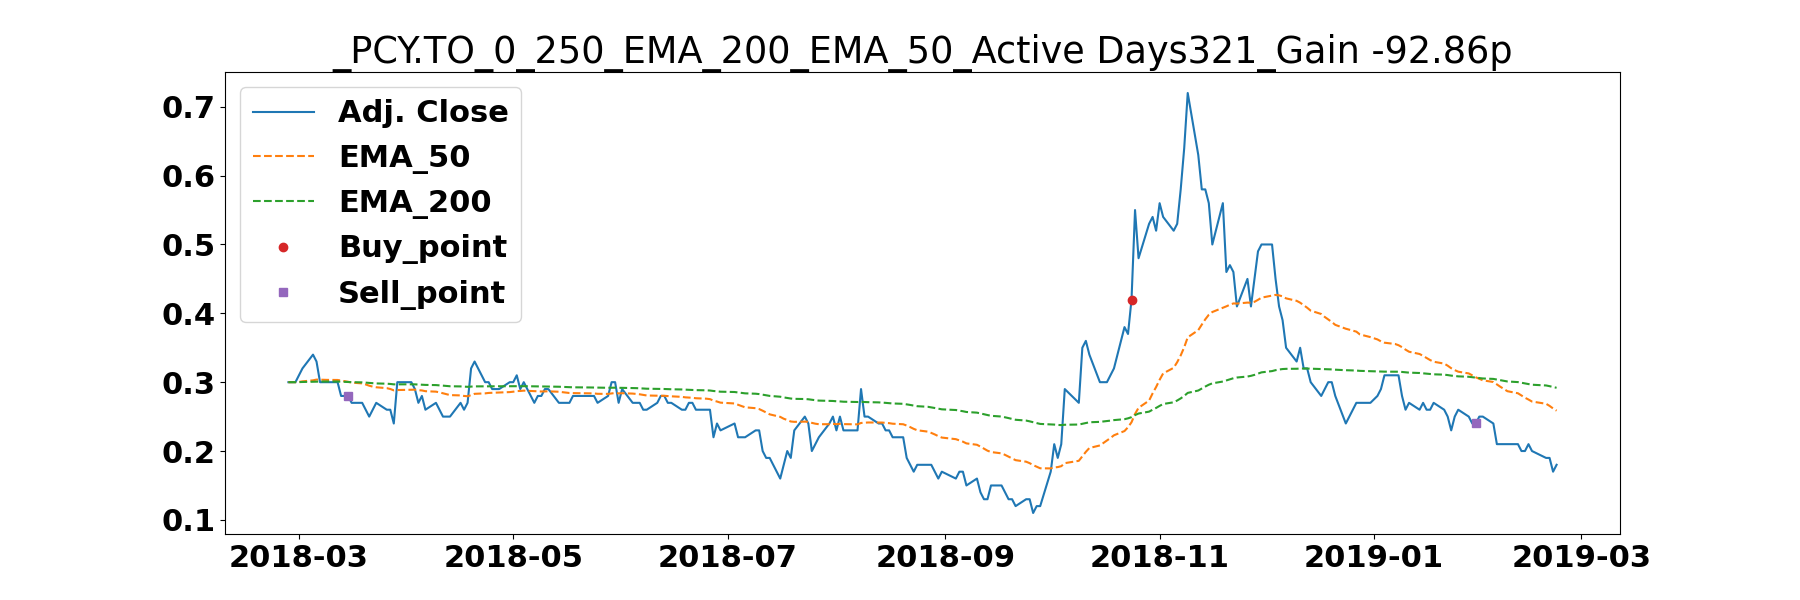 _PCY.TO_0_250_EMA_200_EMA_50_Active Days321_Gain -92.86p
Adj. Close
EMA_50
EMA_200
Buy_point
Sell_point
0.7
0.6
0.5
0.4
0.3
0.2
0.1
2018-03 2018-05 2018-07 2018-09 2018-11 2019-01 2019-03